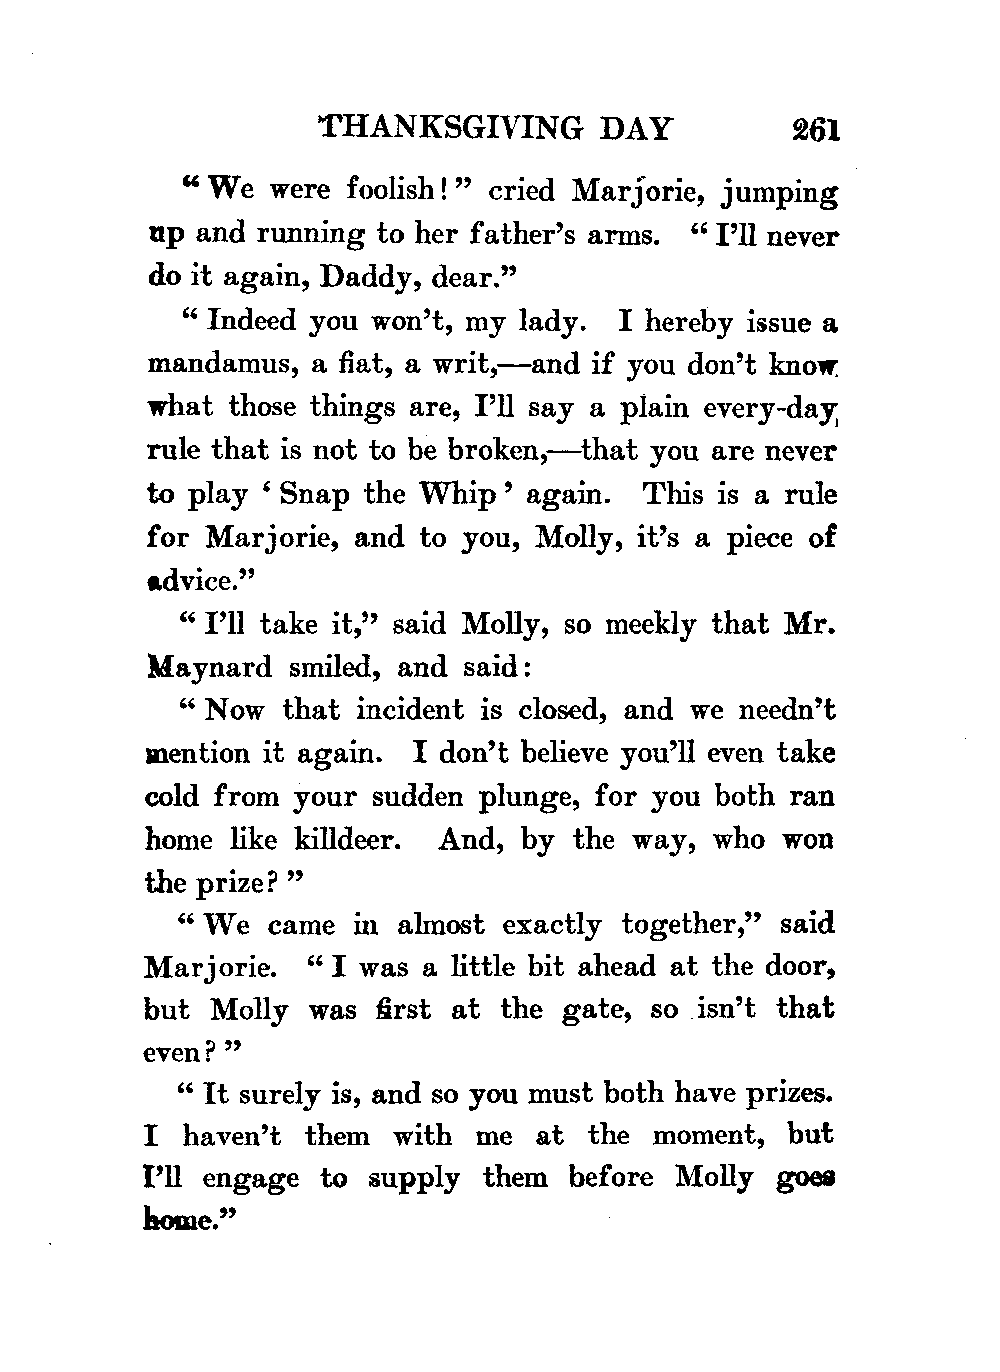 THANKSGIVING DAY 261
“ We were foolish! ” cried Marjorie, jumping
up and running to her father’s arms. “ I’ll never
do it again, Daddy, dear.”
“ Indeed you won’t, my lady. I hereby issue a
mandamus, a fiat, a writ,—and if you don’t know
what those things are, I’ll say a plain every-day
rule that is not to be broken,—that you are never
to play ‘ Snap the Whip ’ again. This is a rule
for Marjorie, and to you, Molly, it’s a piece of
advice.”
“ I’ll take it,” said Molly, so meekly that Mr.
Maynard smiled, and said:
“ Now that incident is closed, and we needn’t
mention it again. I don’t believe you’ll even take
cold from your sudden plunge, for you both ran
home like killdeer. And, by the way, who won
the prize? ”
“ We came in almost exactly together,” said
Marjorie. “ I was a little bit ahead at the door,
but Molly was first at the gate, so isn’t that
even? ”
“ It surely is, and so you must both have prizes.
I haven’t them with me at the moment, but
I’ll engage to supply them before Molly goes
home.”